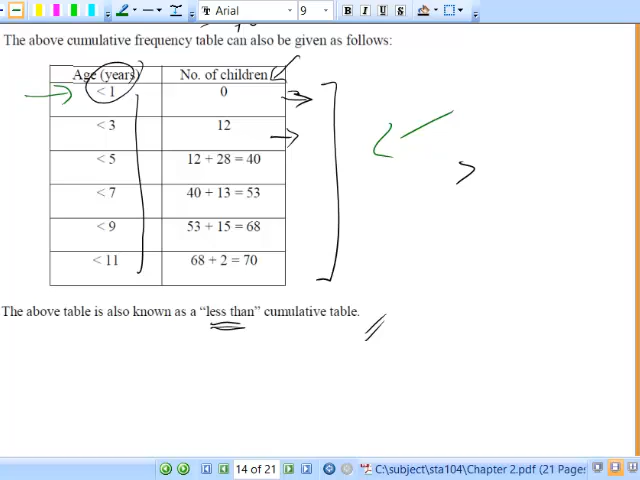 Arial 9 B I U S
The above cumulative frequency table can also be given as follows:
Age (years) No. of children
< 1 0
< 3 12
< 5 12 + 28 = 40
< 7 40 + 13 = 53
< 9 53 + 15 = 68
< 11 68 + 2 = 70
The above table is also known as a “less than” cumulative table.
14 of 21 C:\subject\sta104\Chapter 2.pdf (21 Pages